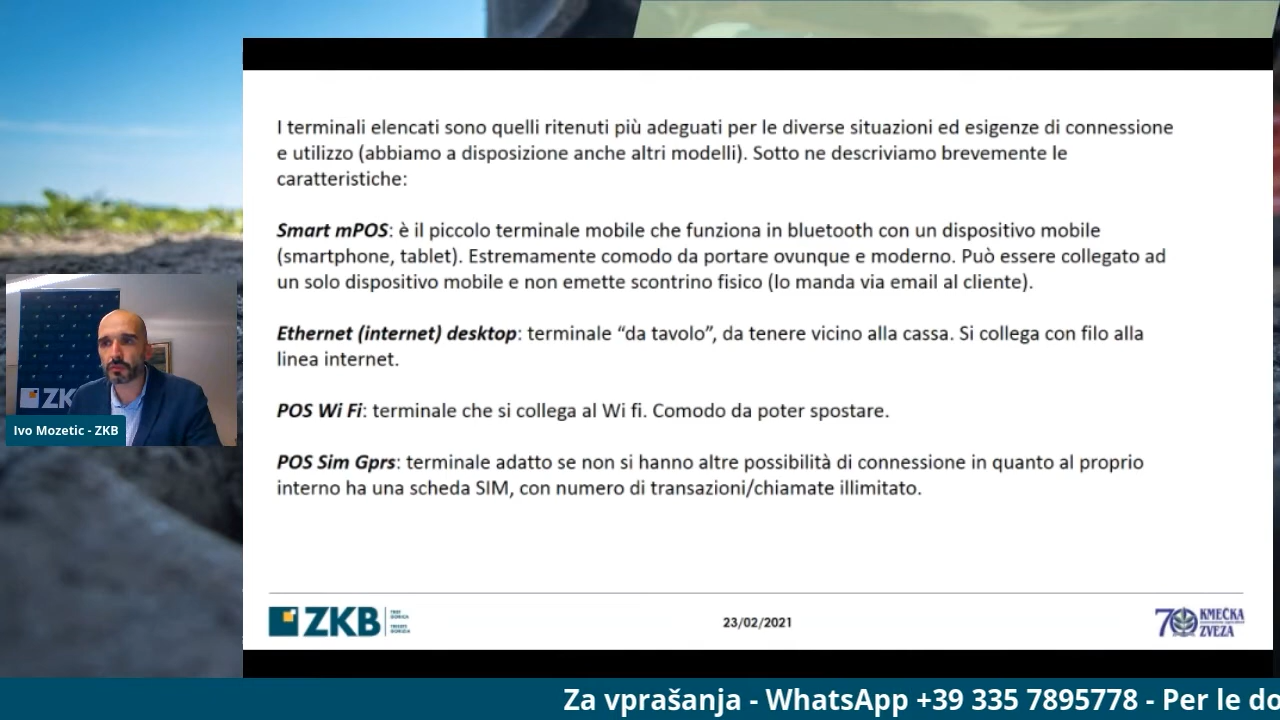 I terminali elencati sono quelli ritenuti più adeguati per le diverse situazioni ed esigenze di connessione
e utilizzo (abbiamo a disposizione anche altri modelli). Sotto ne descriviamo brevemente le
caratteristiche:
Smart mPOS: è il piccolo terminale mobile che funziona in bluetooth con un dispositivo mobile
(smartphone, tablet). Estremamente comodo da portare ovunque e moderno. Può essere collegato ad
un solo dispositivo mobile e non emette scontrino fisico (lo manda via email al cliente).
Ethernet (internet) desktop: terminale “da tavolo”, da tenere vicino alla cassa. Si collega con filo alla
linea internet.
POS Wi Fi: terminale che si collega al Wi fi. Comodo da poter spostare.
POS Sim Gprs: terminale adatto se non si hanno altre possibilità di connessione in quanto al proprio
interno ha una scheda SIM, con numero di transazioni/chiamate illimitato.
ZK
Ivo Mozetic - ZKB
ZKB
23/02/2021
70 KMEČKA
ZVEZA
Za vprašanja - WhatsApp +39 335 7895778 - Per le do